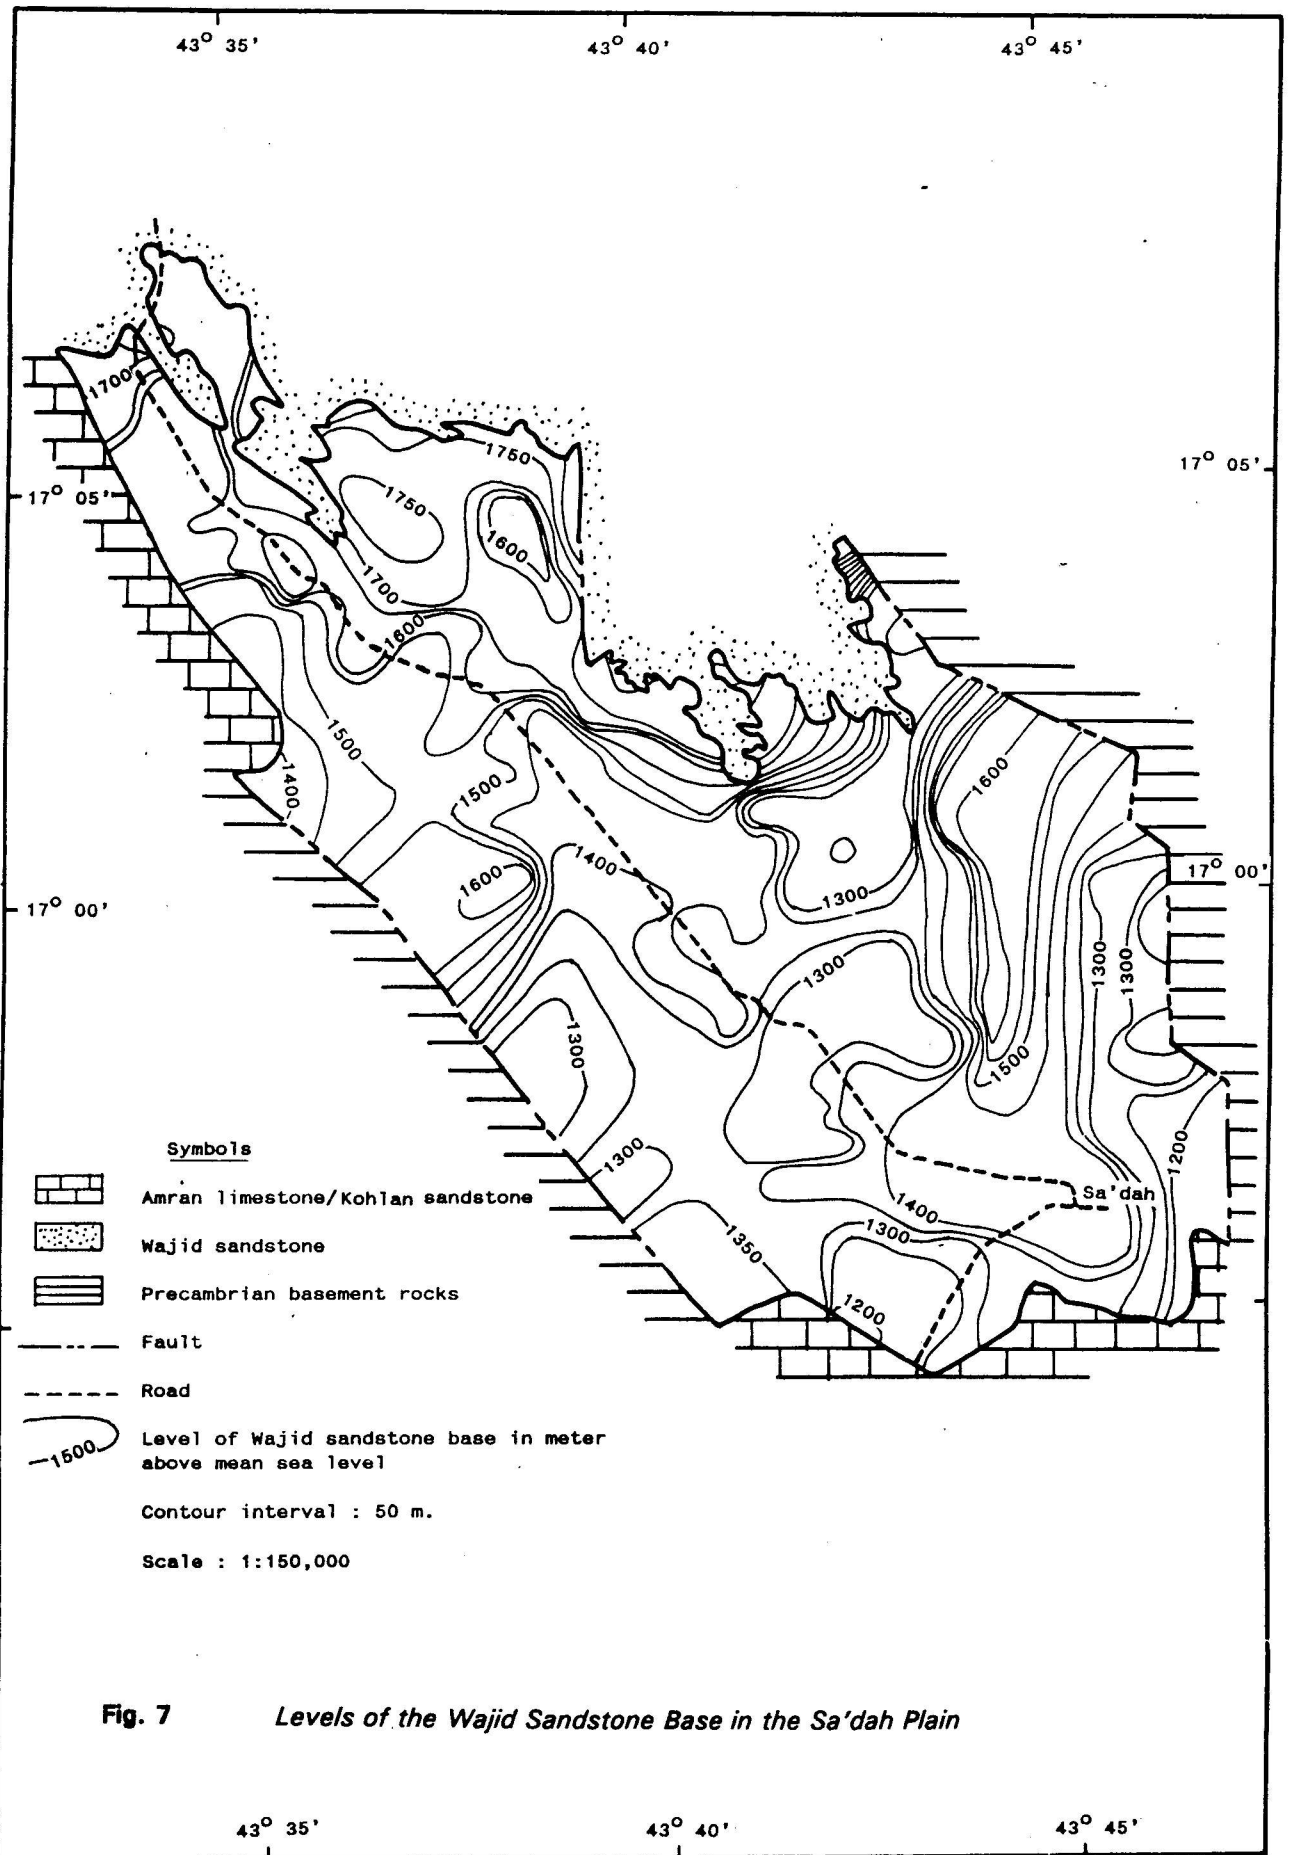 43° 35' 43° 40' 43° 45'
1750
17° 05'
1700
1750
17° 05'
1600
1700
1600
1500
1600
1400
1500
1400
17° 00'
1600
1300
17° 00'
1300
1300
1300
1300
1500
1200
1300
Sa'dah
1400
1300
1350
1200
Symbols
Amran limestone/Kohlan sandstone
Wajid sandstone
Precambrian basement rocks
Fault
Road
1500
Level of Wajid sandstone base in meter
above mean sea level
Contour interval : 50 m.
Scale : 1:150,000
Fig. 7 Levels of the Wajid Sandstone Base in the Sa'dah Plain
43° 35' 43° 40' 43° 45'